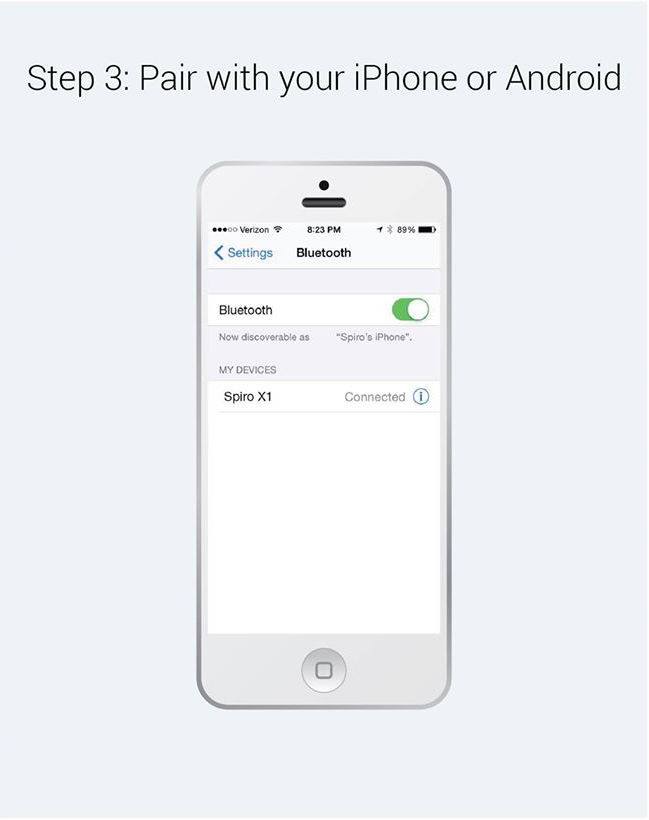 Step 3: Pair with your iPhone or Android
Verizon 8:23 PM 89%
Settings Bluetooth
Bluetooth
Now discoverable as "Spiro's iPhone".
MY DEVICES
Spiro X1 Connected i